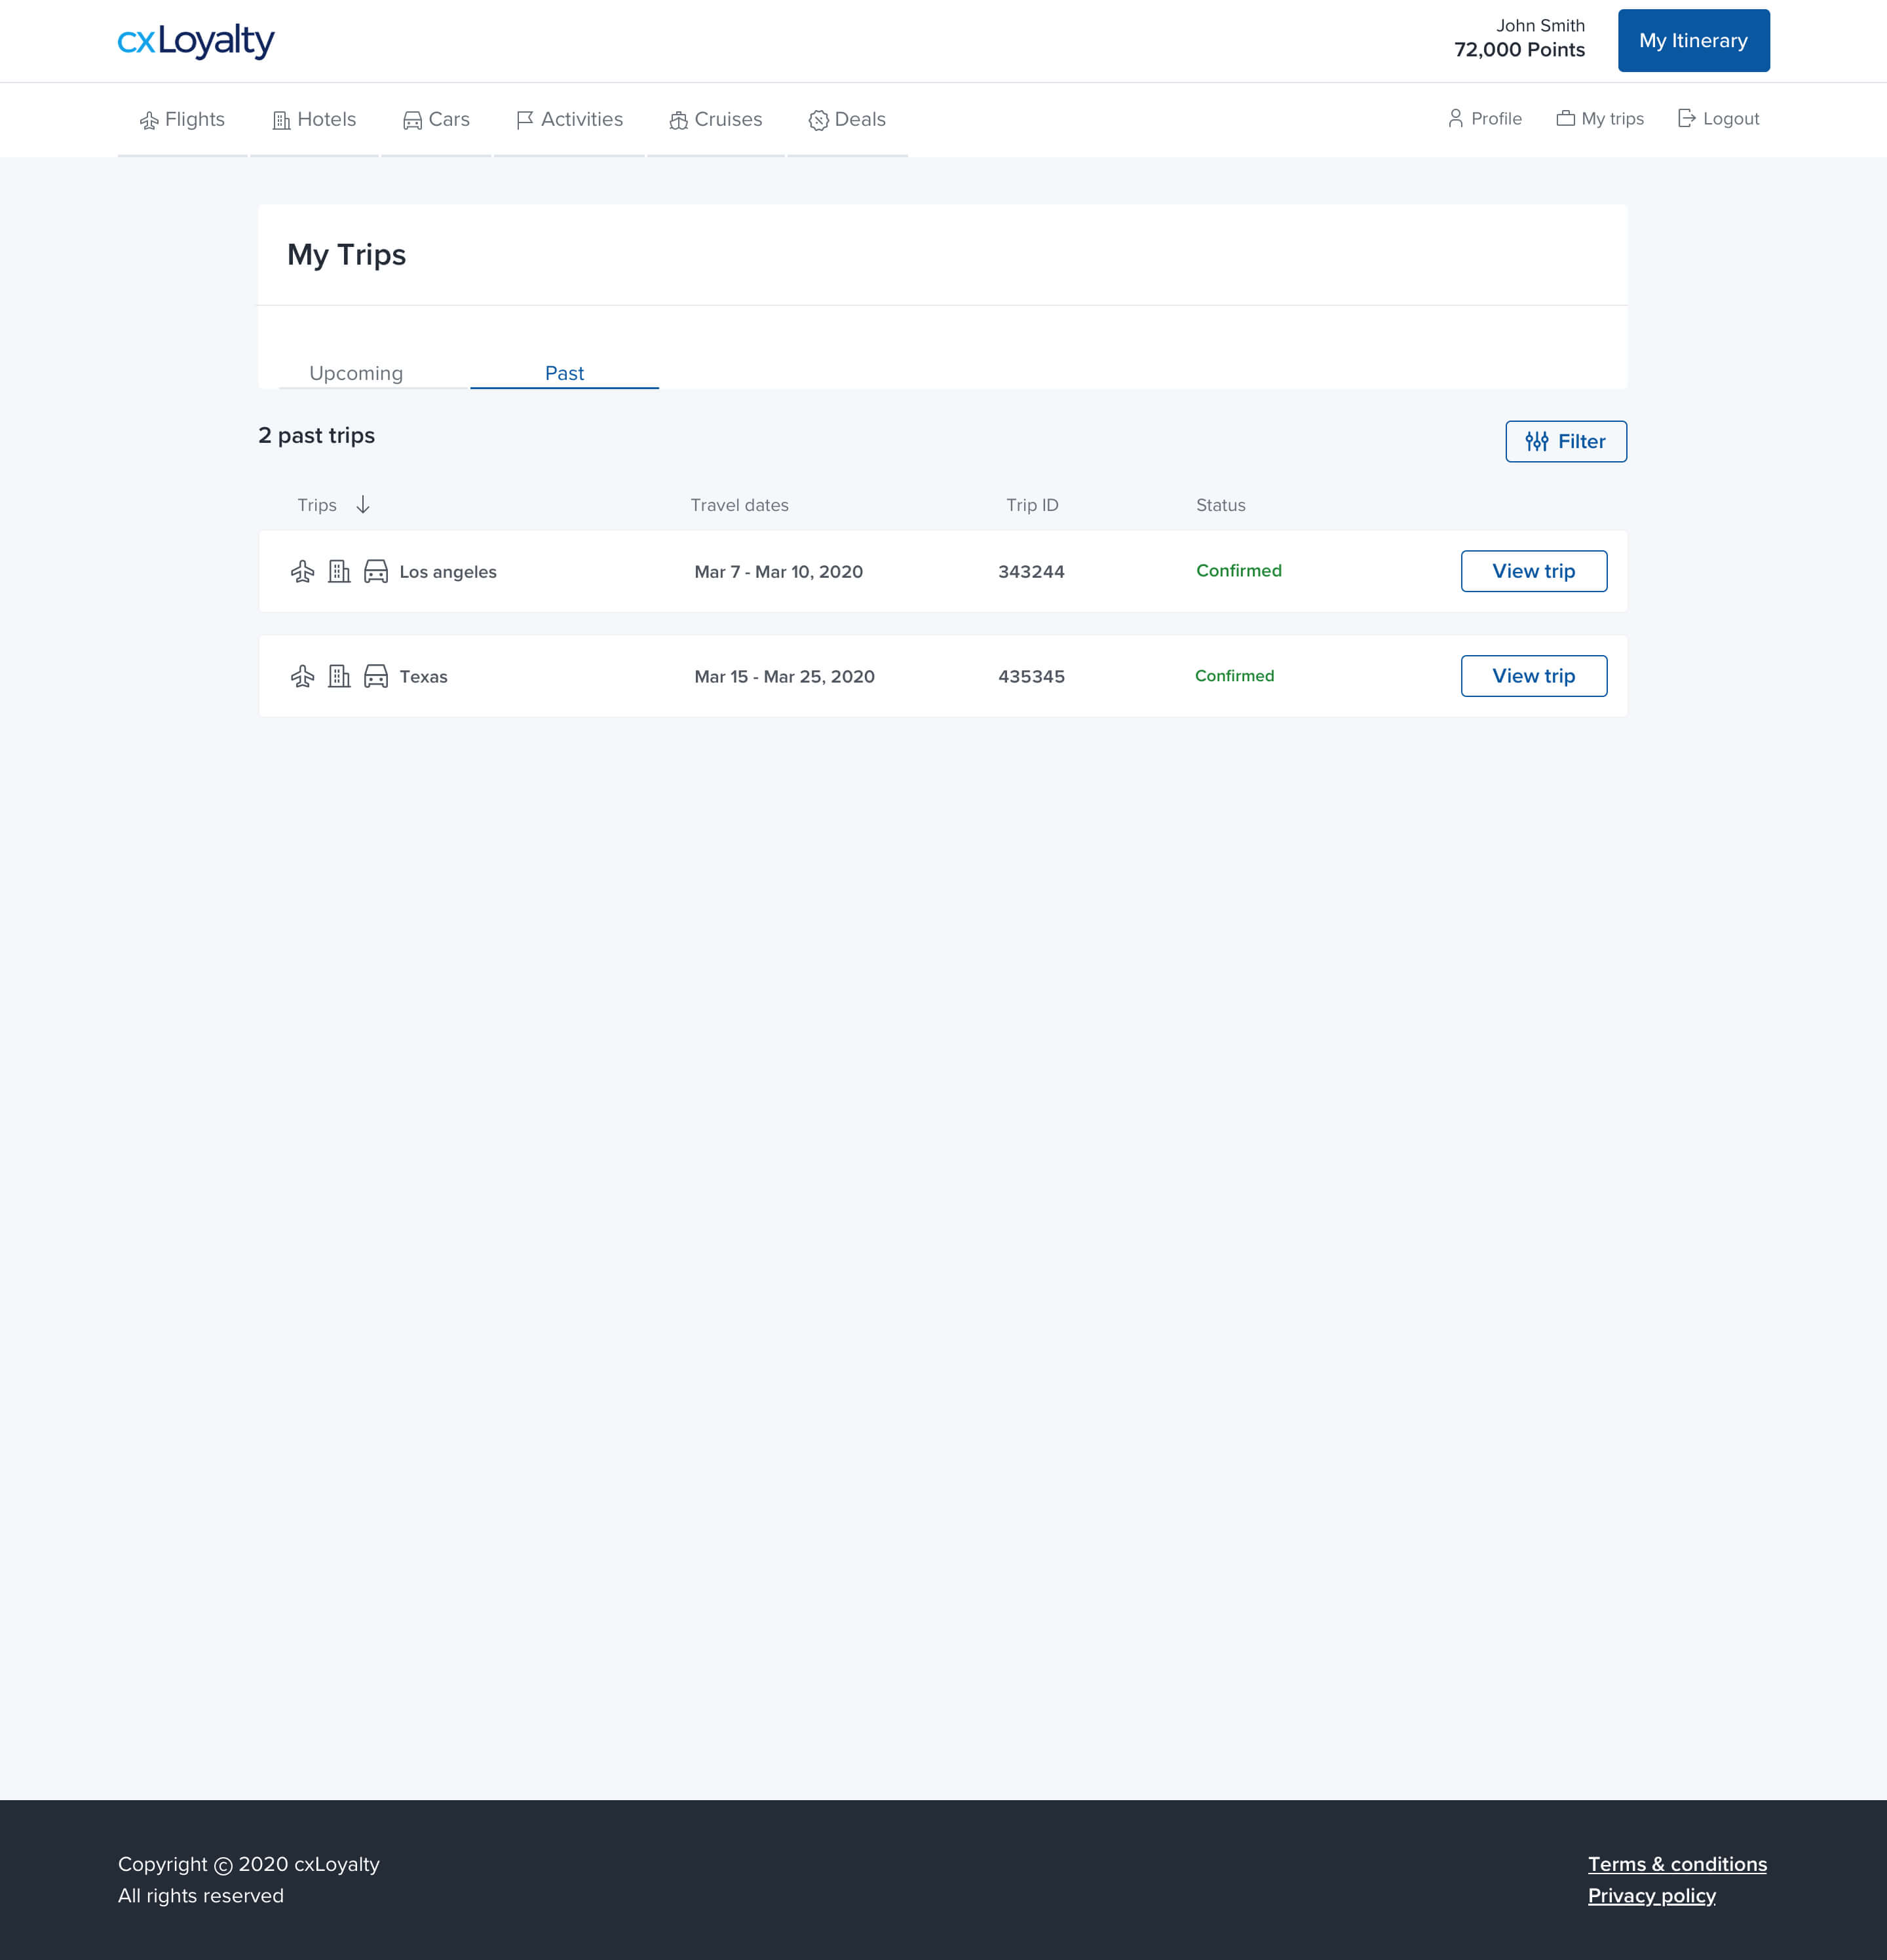 cxLoyalty
John Smith
72,000 Points
My Itinerary
Flights Hotels Cars Activities Cruises Deals Profile My trips Logout
My Trips
Upcoming Past
2 past trips
Filter
Trips Travel dates Trip ID Status
Los angeles Mar 7 - Mar 10, 2020 343244 Confirmed View trip
Texas Mar 15 - Mar 25, 2020 435345 Confirmed View trip
Copyright © 2020 cxLoyalty
All rights reserved
Terms & conditions
Privacy policy